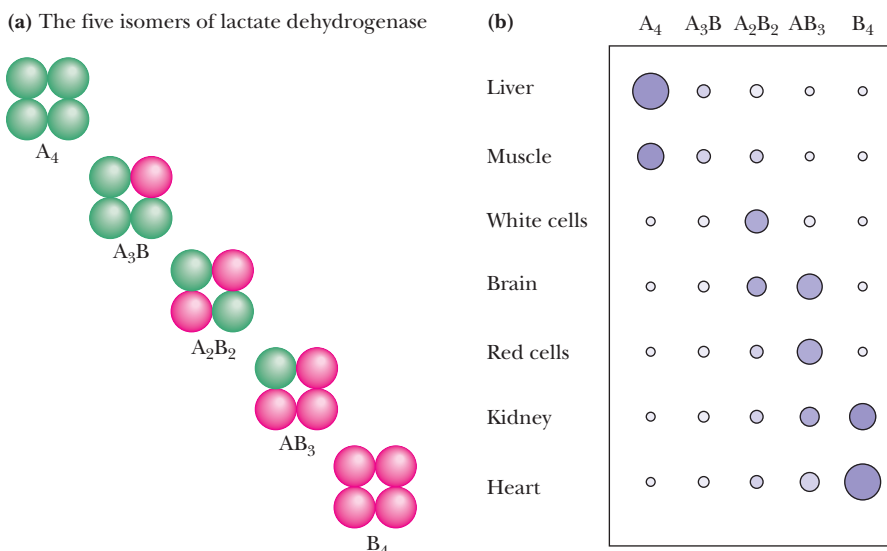 (a) The five isomers of lactate dehydrogenase
A₄
A₃B
A₂B₂
AB₃
B₄
(b)
A₄ A₃B A₂B₂ AB₃ B₄
Liver
Muscle
White cells
Brain
Red cells
Kidney
Heart